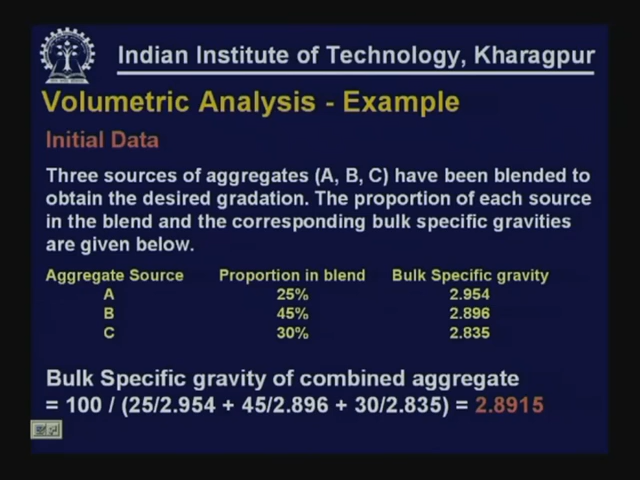 Indian Institute of Technology, Kharagpur
Volumetric Analysis - Example
Initial Data
Three sources of aggregates (A, B, C) have been blended to
obtain the desired gradation. The proportion of each source
in the blend and the corresponding bulk specific gravities
are given below.
Aggregate Source Proportion in blend Bulk Specific gravity
A 25% 2.954
B 45% 2.896
C 30% 2.835
Bulk Specific gravity of combined aggregate
= 100 / (25/2.954 + 45/2.896 + 30/2.835) = 2.8915